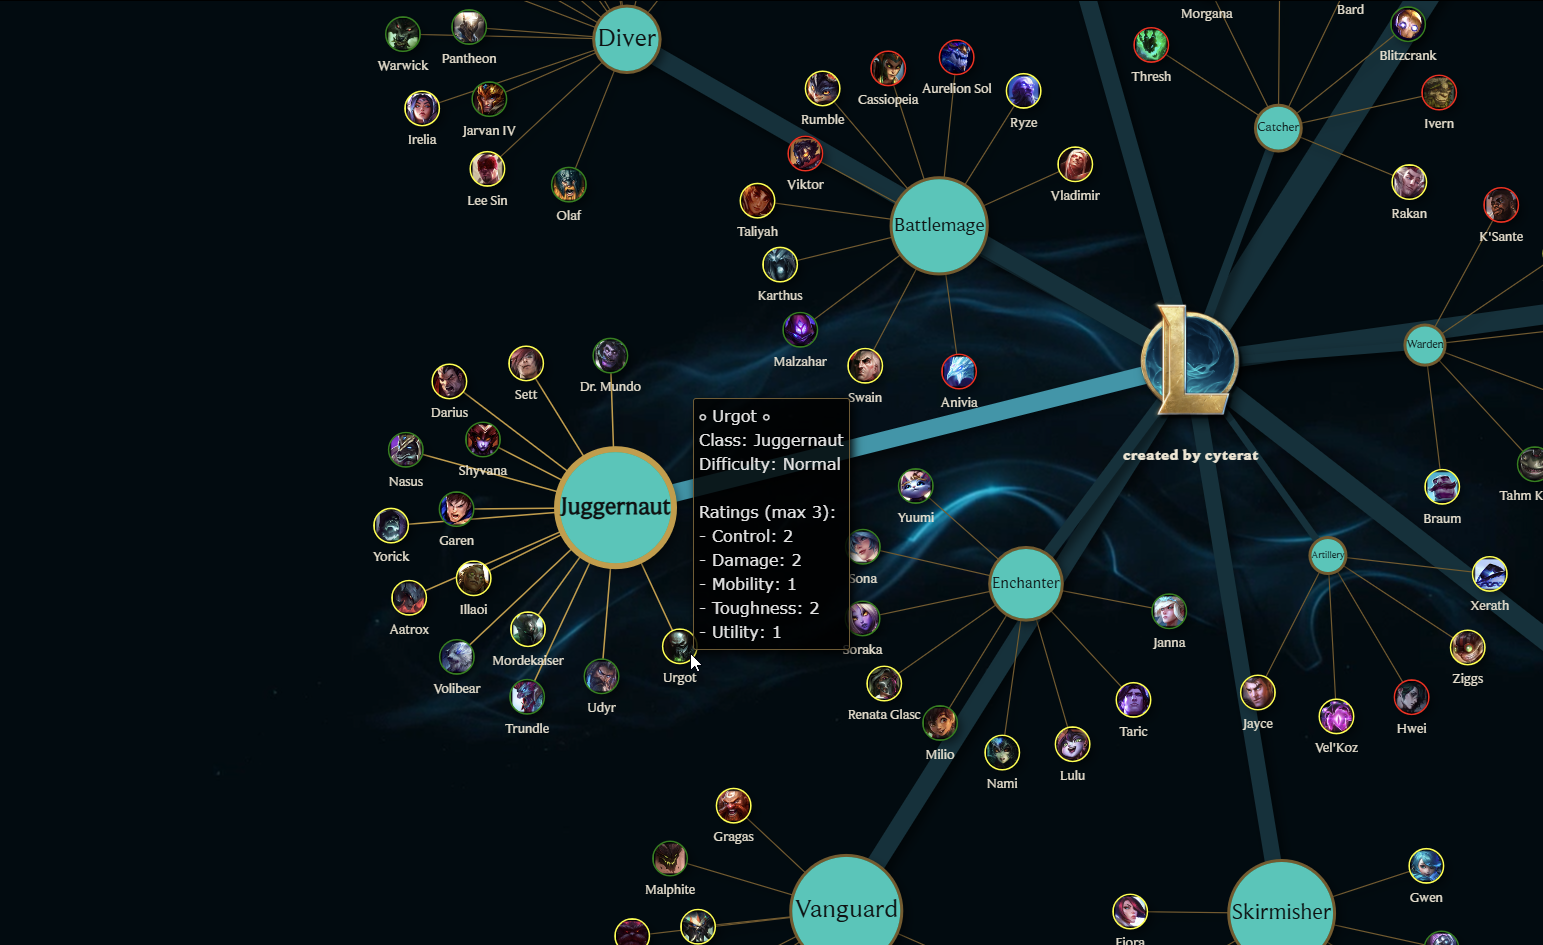 Diver
Warwick
Pantheon
Irelia
Jarvan IV
Lee Sin
Olaf
Rumble
Cassiopeia
Aurelion Sol
Ryze
Viktor
Vladimir
Taliyah
Battlemage
Karthus
Malzahar
Swain
Anivia
Morgana
Bard
Thresh
Blitzcrank
Catcher
Ivern
Rakan
K'Sante
Warden
Braum
Tahm K
created by cyterat
Darius
Sett
Dr. Mundo
Nasus
Shyvana
Juggernaut
Yorick
Garen
Aatrox
Illaoi
Mordekaiser
Volibear
Trundle
Udyr
Urgot
∘ Urgot ∘
Class: Juggernaut
Difficulty: Normal
Ratings (max 3):
- Control: 2
- Damage: 2
- Mobility: 1
- Toughness: 2
- Utility: 1
Yuumi
Sona
Enchanter
Soraka
Janna
Renata Glasc
Milio
Nami
Lulu
Taric
Artillery
Xerath
Jayce
Vel'Koz
Hwei
Ziggs
Gragas
Malphite
Vanguard
Skirmisher
Gwen
Fiora